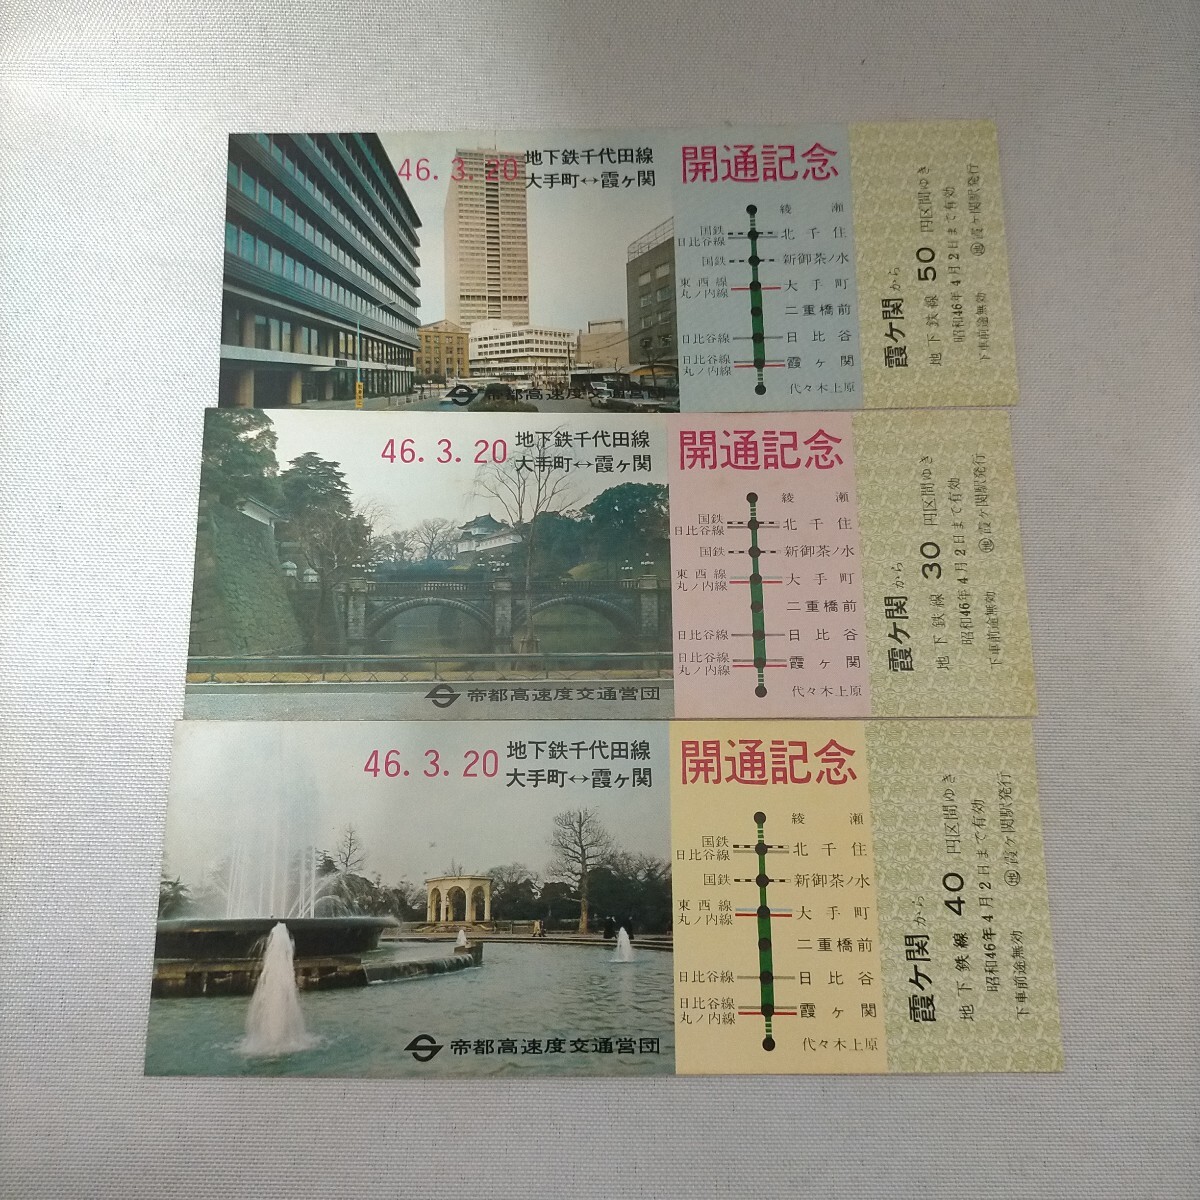 46.3.20
地下鉄千代田線
大手町↔霞ヶ関
帝都高速度交通営団
開通記念
綾瀬
国鉄
日比谷線
北千住
国鉄
新御茶ノ水
東西線
丸ノ内線
大手町
二重橋前
日比谷線
日比谷
日比谷線
丸ノ内線
霞ヶ関
代々木上原
霞ケ関から
地下鉄線 50 円区間ゆき
昭和46年4月2日まで有効
下車前途無効 地 霞ケ関駅発行
46.3.20
地下鉄千代田線
大手町↔霞ヶ関
帝都高速度交通営団
開通記念
綾瀬
国鉄
日比谷線
北千住
国鉄
新御茶ノ水
東西線
丸ノ内線
大手町
二重橋前
日比谷線
日比谷
日比谷線
丸ノ内線
霞ヶ関
代々木上原
霞ケ関から
地下鉄線 30 円区間ゆき
昭和46年4月2日まで有効
下車前途無効 地 霞ケ関駅発行
46.3.20
地下鉄千代田線
大手町↔霞ヶ関
帝都高速度交通営団
開通記念
綾瀬
国鉄
日比谷線
北千住
国鉄
新御茶ノ水
東西線
丸ノ内線
大手町
二重橋前
日比谷線
日比谷
日比谷線
丸ノ内線
霞ヶ関
代々木上原
霞ケ関から
地下鉄線 40 円区間ゆき
昭和46年4月2日まで有効
下車前途無効 地 霞ケ関駅発行